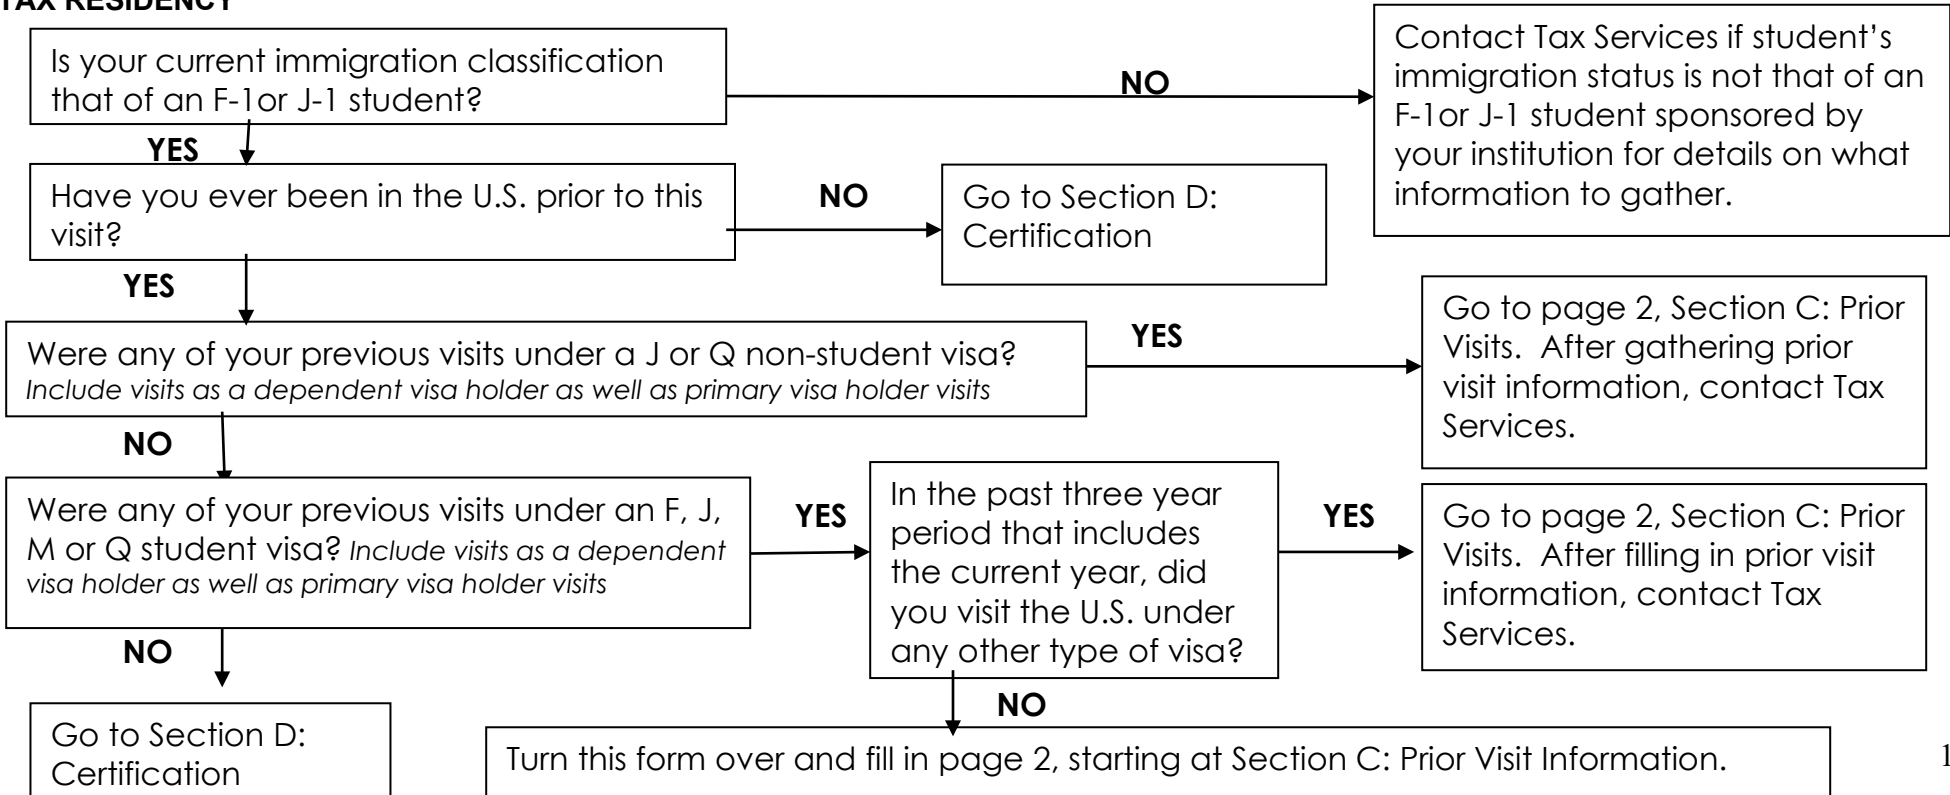 TAX RESIDENCY
Is your current immigration classification
that of an F-1or J-1 student?
NO
Contact Tax Services if student’s
immigration status is not that of an
F-1or J-1 student sponsored by
your institution for details on what
information to gather.
YES
Have you ever been in the U.S. prior to this
visit?
NO
Go to Section D:
Certification
YES
Were any of your previous visits under a J or Q non-student visa?
Include visits as a dependent visa holder as well as primary visa holder visits
YES
Go to page 2, Section C: Prior
Visits.  After gathering prior
visit information, contact Tax
Services.
NO
Were any of your previous visits under an F, J,
M or Q student visa? Include visits as a dependent
visa holder as well as primary visa holder visits
YES
In the past three year
period that includes
the current year, did
you visit the U.S. under
any other type of visa?
YES
Go to page 2, Section C: Prior
Visits.  After filling in prior visit
information, contact Tax
Services.
NO
Go to Section D:
Certification
NO
Turn this form over and fill in page 2, starting at Section C: Prior Visit Information.
1